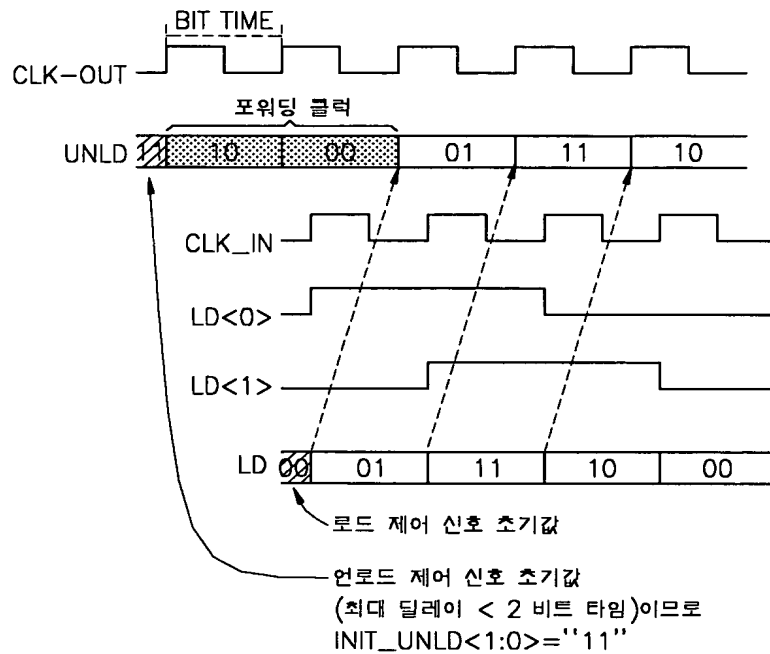 BIT TIME
CLK-OUT
포워딩 클럭
UNLD 11 10 00 01 11 10
CLK_IN
LD<0>
LD<1>
LD 00 01 11 10 00
로드 제어 신호 초기값
언로드 제어 신호 초기값
(최대 딜레이 < 2 비트 타임)이므로
INIT_UNLD<1:0>=''11''